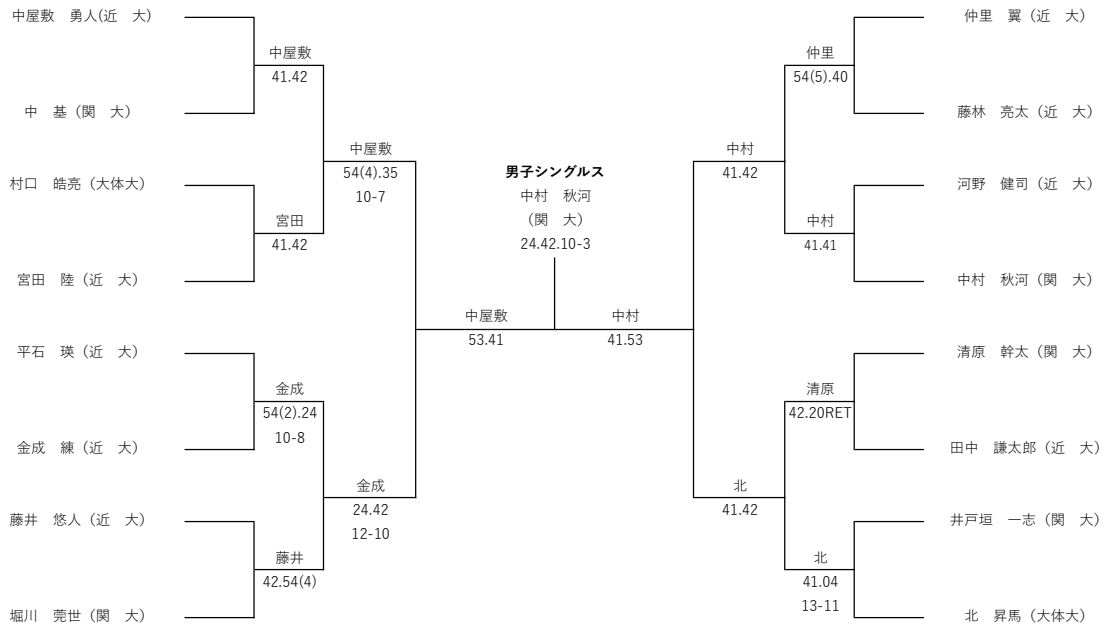 中屋敷　勇人(近　大)
中　基（関　大）
村口　皓亮（大体大）
宮田　陸（近　大）
平石　瑛（近　大）
金成　練（近　大）
藤井　悠人（近　大）
堀川　莞世（関　大）
中屋敷
41.42
宮田
41.42
金成
54(2).24
10-8
藤井
42.54(4)
中屋敷
54(4).35
10-7
金成
24.42
12-10
中屋敷
53.41
男子シングルス
中村　秋河
（関　大）
24.42.10-3
中村
41.53
中村
41.42
北
41.42
仲里
54(5).40
中村
41.41
清原
42.20RET
北
41.04
13-11
仲里　翼（近　大）
藤林　亮太（近　大）
河野　健司（近　大）
中村　秋河（関　大）
清原　幹太（関　大）
田中　謙太郎（近　大）
井戸垣　一志（関　大）
北　昇馬（大体大）